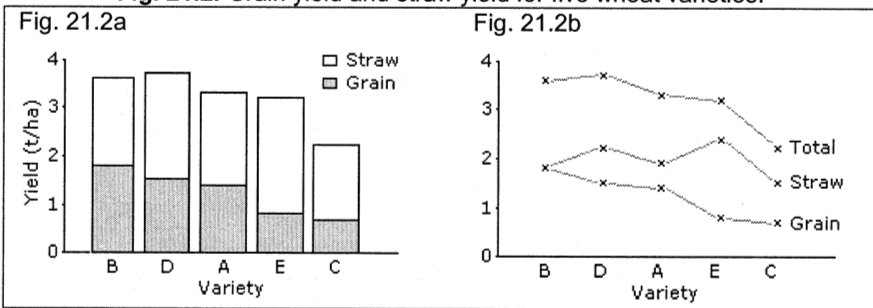 Fig. 21.2. Grain yield and straw yield for five wheat varieties.
Fig. 21.2a
Fig. 21.2b
4
3
2
1
0
Yield (t/ha)
Straw
Grain
B D A E C
Variety
4
3
2
1
0
Total
Straw
Grain
B D A E C
Variety